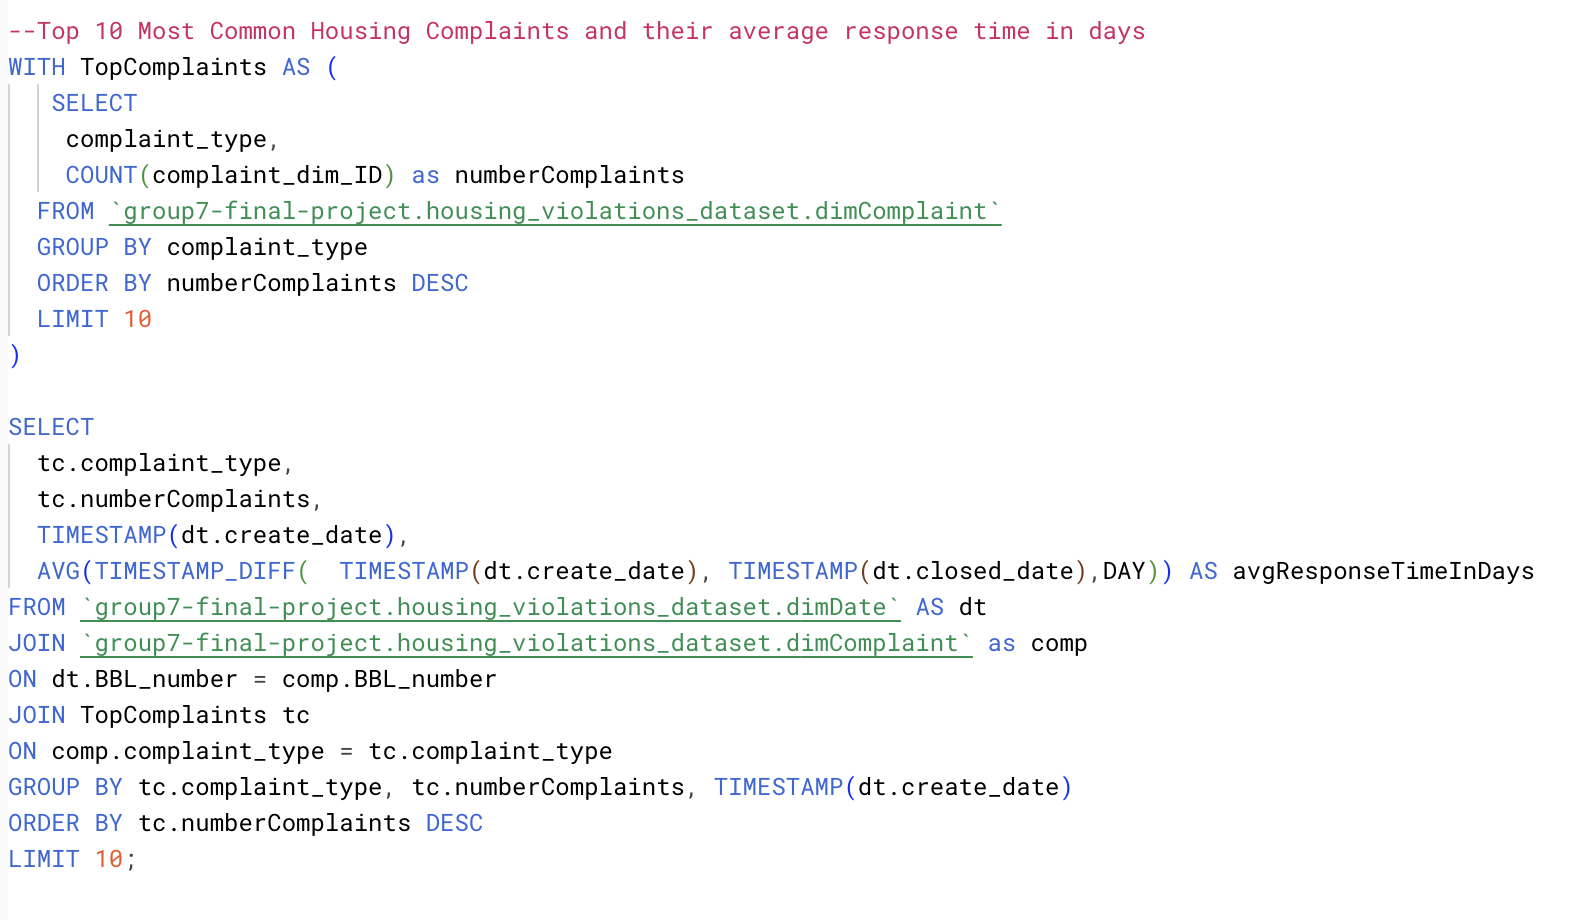 --Top 10 Most Common Housing Complaints and their average response time in days
WITH TopComplaints AS (
SELECT
complaint_type,
COUNT(complaint_dim_ID) as numberComplaints
FROM `group7-final-project.housing_violations_dataset.dimComplaint`
GROUP BY complaint_type
ORDER BY numberComplaints DESC
LIMIT 10
)
SELECT
tc.complaint_type,
tc.numberComplaints,
TIMESTAMP(dt.create_date),
AVG(TIMESTAMP_DIFF(  TIMESTAMP(dt.create_date), TIMESTAMP(dt.closed_date),DAY)) AS avgResponseTimeInDays
FROM `group7-final-project.housing_violations_dataset.dimDate` AS dt
JOIN `group7-final-project.housing_violations_dataset.dimComplaint` as comp
ON dt.BBL_number = comp.BBL_number
JOIN TopComplaints tc
ON comp.complaint_type = tc.complaint_type
GROUP BY tc.complaint_type, tc.numberComplaints, TIMESTAMP(dt.create_date)
ORDER BY tc.numberComplaints DESC
LIMIT 10;